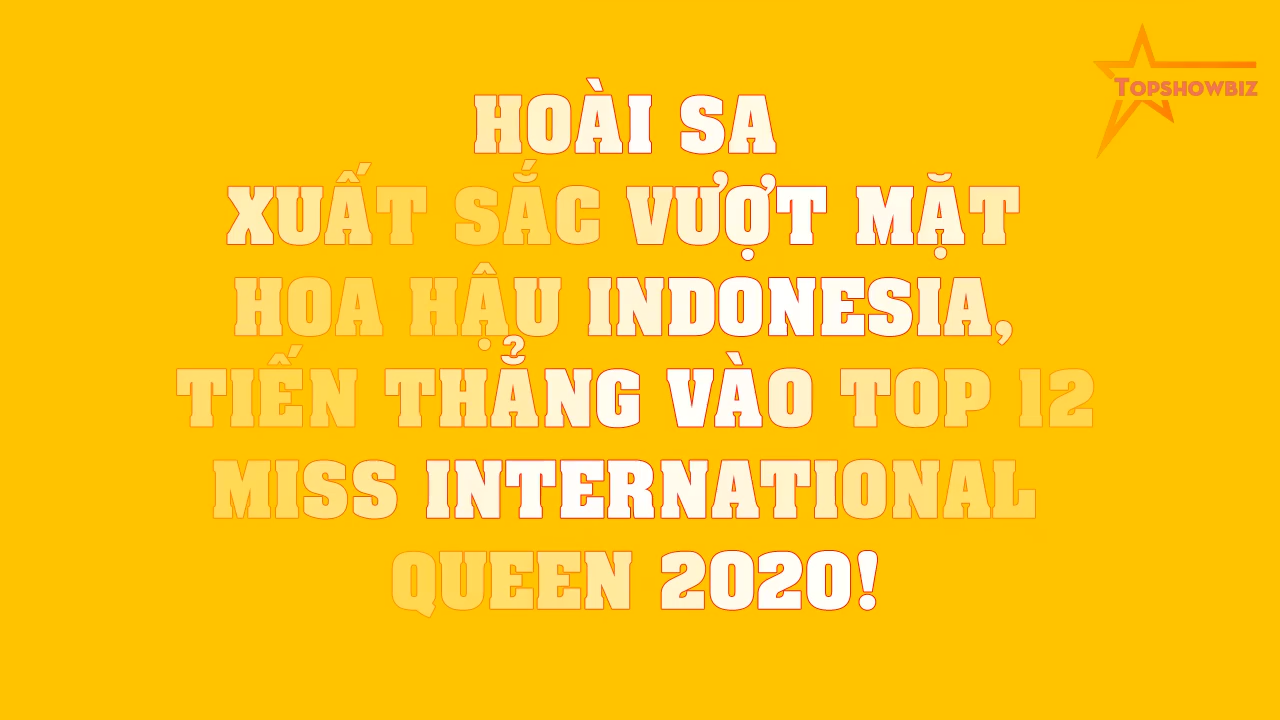 TOPSHOWBIZ
HOÀI SA
XUẤT SẮC VƯỢT MẶT
HOA HẬU INDONESIA,
TIẾN THẲNG VÀO TOP 12
MISS INTERNATIONAL
QUEEN 2020!